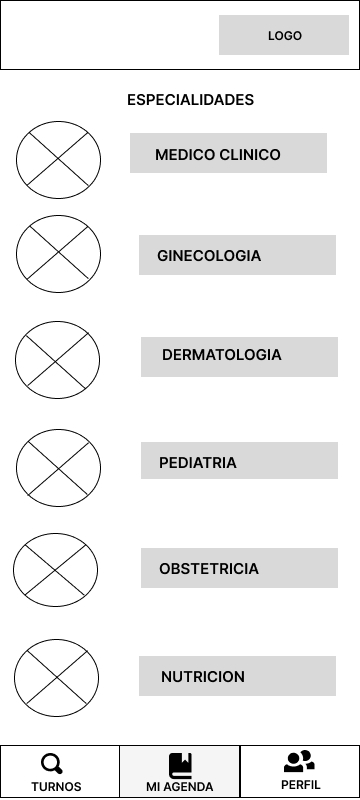 LOGO
ESPECIALIDADES
MEDICO CLINICO
GINECOLOGIA
DERMATOLOGIA
PEDIATRIA
OBSTETRICIA
NUTRICION
TURNOS
MI AGENDA
PERFIL